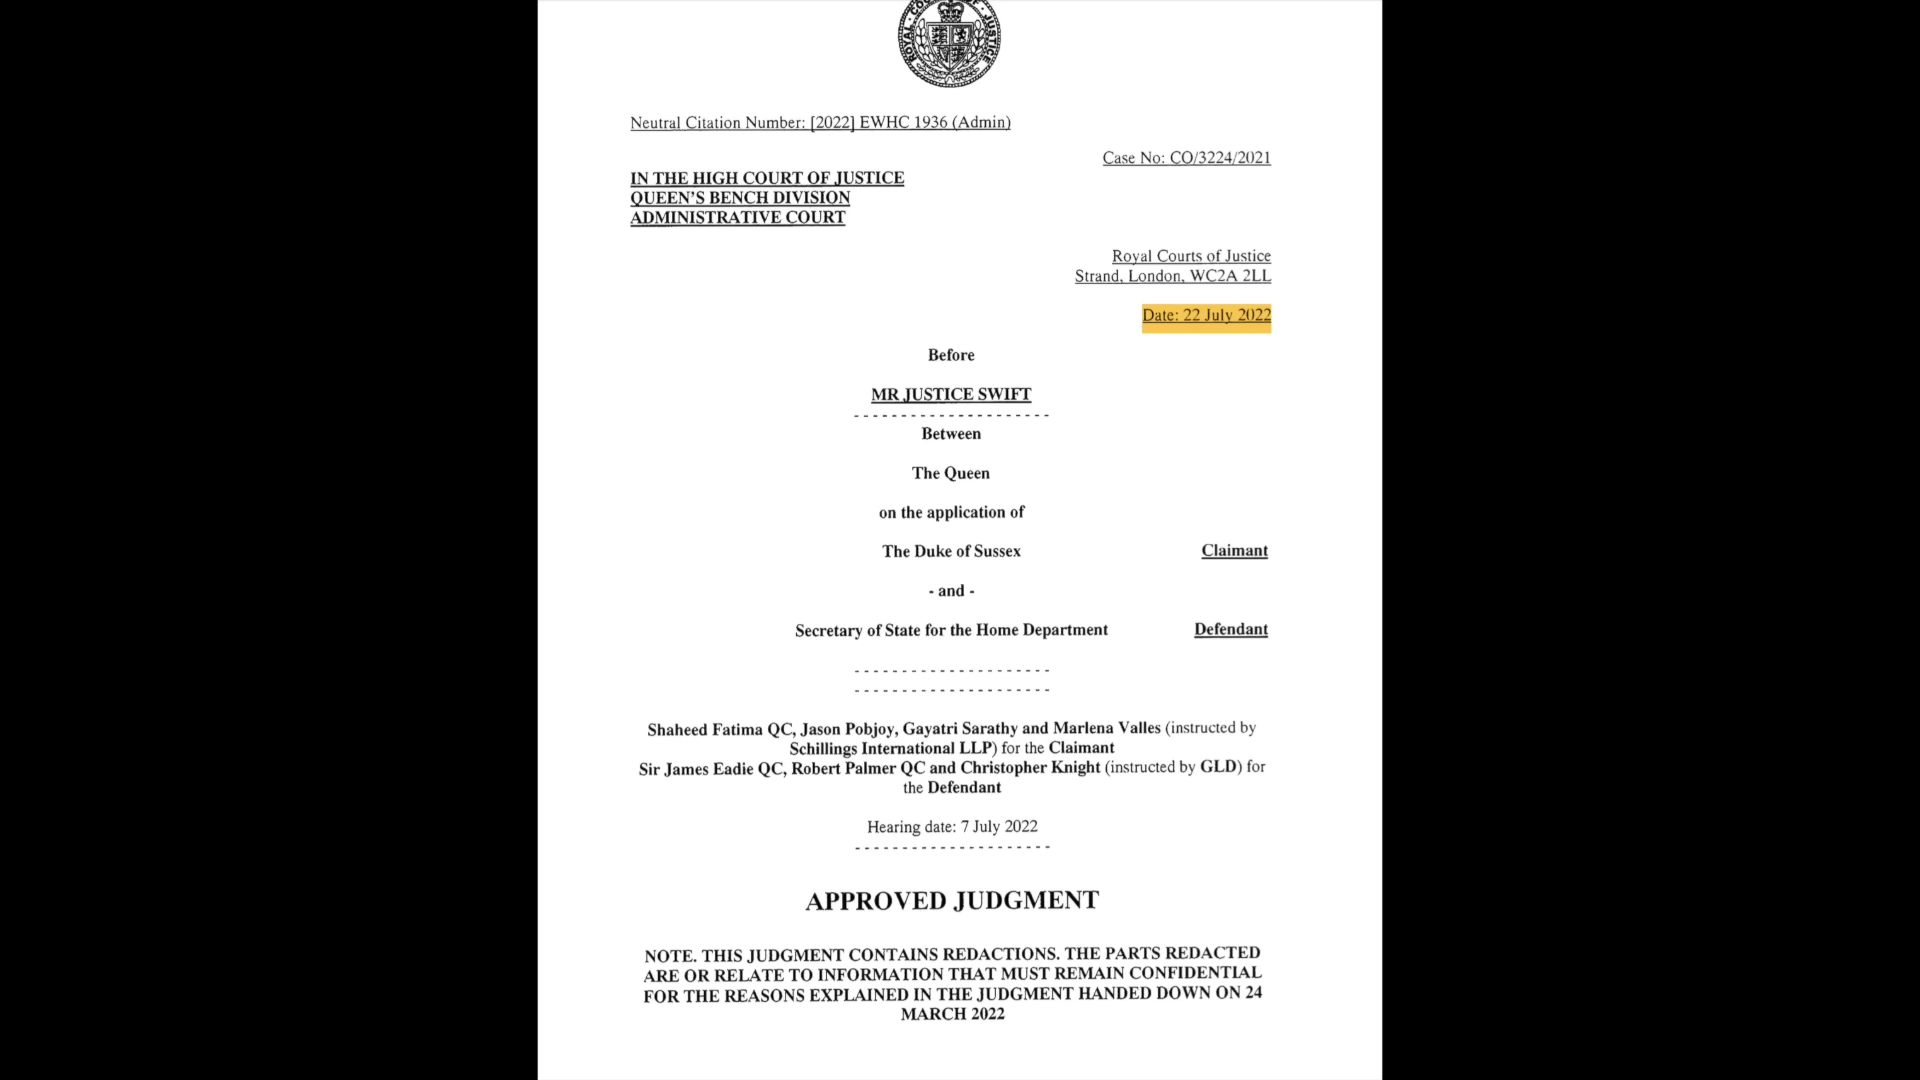 ROYAL COURTS OF JUSTICE
Neutral Citation Number: [2022] EWHC 1936 (Admin)
Case No: CO/3224/2021
IN THE HIGH COURT OF JUSTICE
QUEEN'S BENCH DIVISION
ADMINISTRATIVE COURT
Royal Courts of Justice
Strand, London, WC2A 2LL
Date: 22 July 2022
Before
MR JUSTICE SWIFT
- - - - - - - - - - - - - - - - - - - - -
Between
The Queen
on the application of
The Duke of Sussex Claimant
- and -
Secretary of State for the Home Department Defendant
- - - - - - - - - - - - - - - - - - - - -
- - - - - - - - - - - - - - - - - - - - -
Shaheed Fatima QC, Jason Pobjoy, Gayatri Sarathy and Marlena Valles (instructed by
Schillings International LLP) for the Claimant
Sir James Eadie QC, Robert Palmer QC and Christopher Knight (instructed by GLD) for
the Defendant
Hearing date: 7 July 2022
- - - - - - - - - - - - - - - - - - - - -
APPROVED JUDGMENT
NOTE. THIS JUDGMENT CONTAINS REDACTIONS. THE PARTS REDACTED
ARE OR RELATE TO INFORMATION THAT MUST REMAIN CONFIDENTIAL
FOR THE REASONS EXPLAINED IN THE JUDGMENT HANDED DOWN ON 24
MARCH 2022